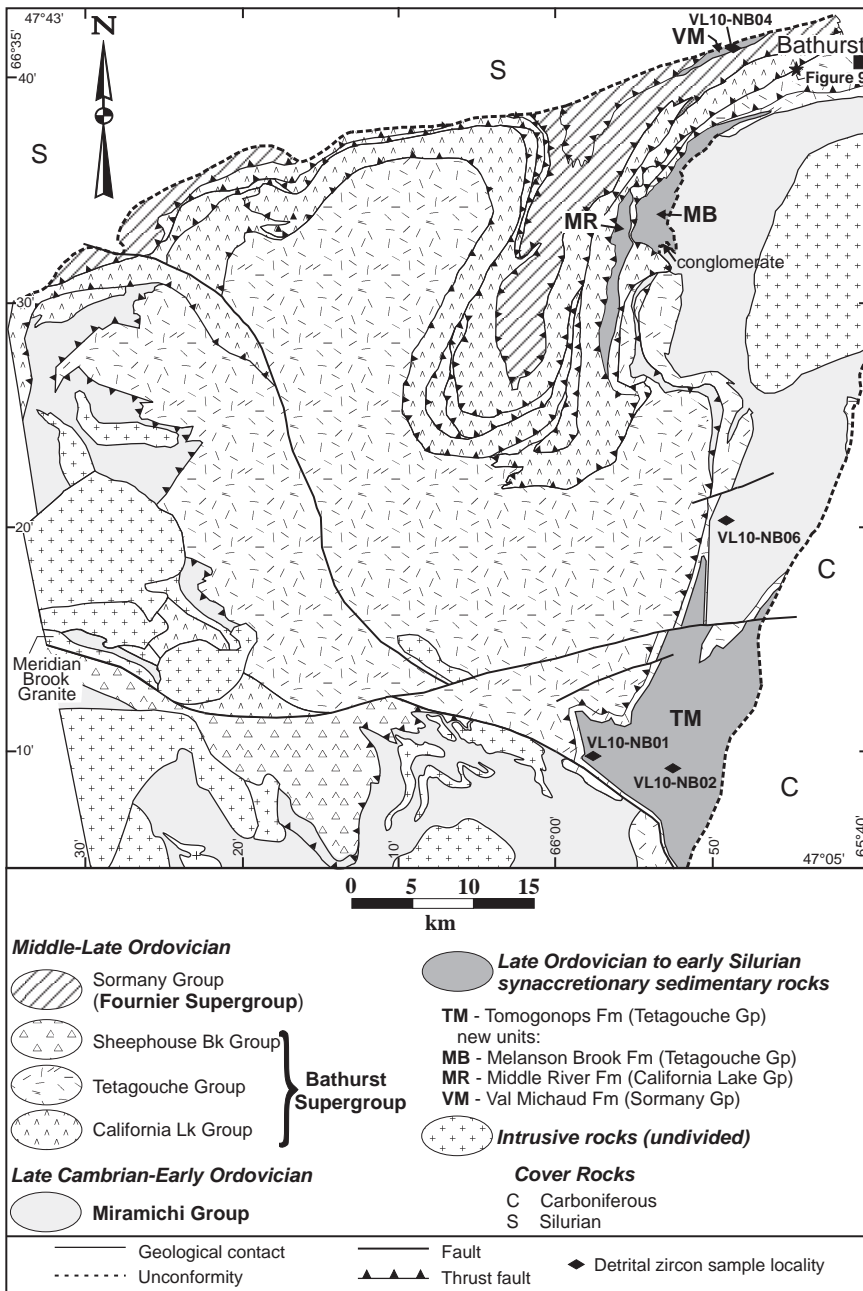 47°43'
66°35'
N
VL10-NB04
VM
Bathurst
Figure 9
40'
S
S
MR
MB
conglomerate
30'
20'
VL10-NB06
C
Meridian
Brook
Granite
TM
VL10-NB01
VL10-NB02
10'
C
30'
20'
10'
66°00'
50'
65°40'
47°05'
0 5 10 15
km
Middle-Late Ordovician
Sormany Group
(Fournier Supergroup)
Sheephouse Bk Group
Tetagouche Group
California Lk Group
Bathurst
Supergroup
Late Cambrian-Early Ordovician
Miramichi Group
Late Ordovician to early Silurian
synaccretionary sedimentary rocks
TM - Tomogonops Fm (Tetagouche Gp)
new units:
MB - Melanson Brook Fm (Tetagouche Gp)
MR - Middle River Fm (California Lake Gp)
VM - Val Michaud Fm (Sormany Gp)
Intrusive rocks (undivided)
Cover Rocks
C Carboniferous
S Silurian
Geological contact
Unconformity
Fault
Thrust fault
Detrital zircon sample locality